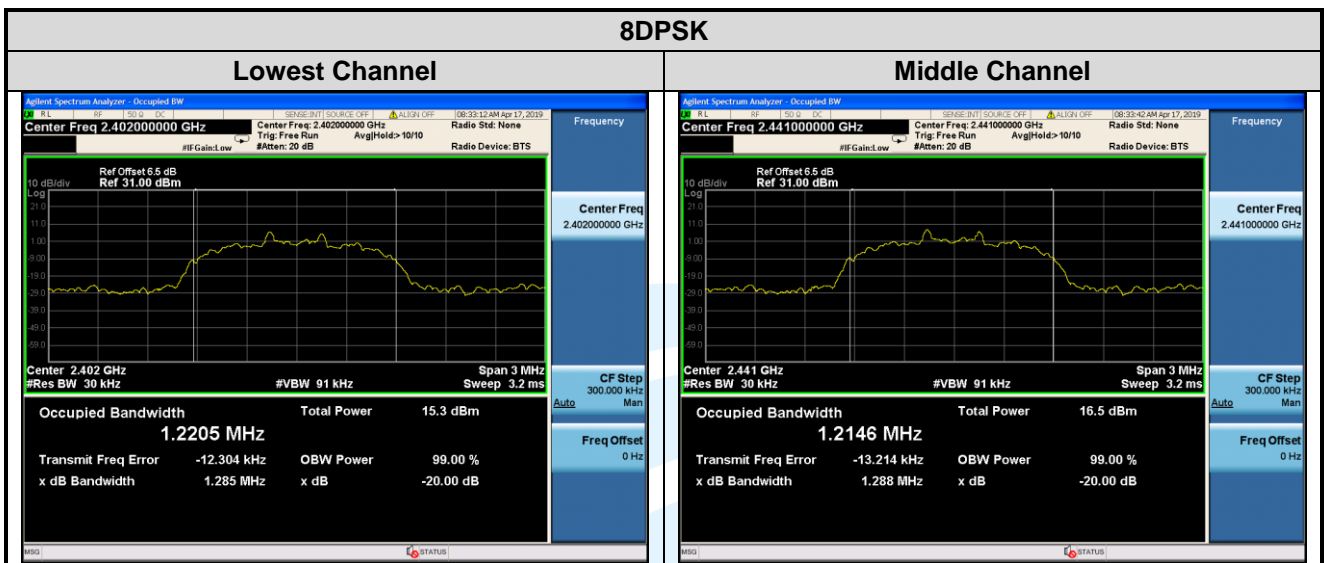 8DPSK
Lowest Channel
Middle Channel
Agilent Spectrum Analyzer - Occupied BW
RL RF 50 Ω DC SENSE:INT SOURCE OFF ALIGN OFF 08:33:12 AM Apr 17, 2019
Center Freq 2.402000000 GHz
Center Freq: 2.402000000 GHz Radio Std: None
Trig: Free Run Avg|Hold:> 10/10
#IFGain:Low #Atten: 20 dB Radio Device: BTS
Frequency
Ref Offset 6.5 dB
10 dB/div Ref 31.00 dBm
Log
21.0
11.0
1.00
-9.00
-19.0
-29.0
-39.0
-49.0
-59.0
Center Freq
2.402000000 GHz
Center 2.402 GHz Span 3 MHz
#Res BW 30 kHz #VBW 91 kHz Sweep 3.2 ms
CF Step
300.000 kHz
Auto Man
Occupied Bandwidth Total Power 15.3 dBm
1.2205 MHz
Transmit Freq Error -12.304 kHz OBW Power 99.00 %
x dB Bandwidth 1.285 MHz x dB -20.00 dB
Freq Offset
0 Hz
MSG STATUS
Agilent Spectrum Analyzer - Occupied BW
RL RF 50 Ω DC SENSE:INT SOURCE OFF ALIGN OFF 08:33:42 AM Apr 17, 2019
Center Freq 2.441000000 GHz
Center Freq: 2.441000000 GHz Radio Std: None
Trig: Free Run Avg|Hold:> 10/10
#IFGain:Low #Atten: 20 dB Radio Device: BTS
Frequency
Ref Offset 6.5 dB
10 dB/div Ref 31.00 dBm
Log
21.0
11.0
1.00
-9.00
-19.0
-29.0
-39.0
-49.0
-59.0
Center Freq
2.441000000 GHz
Center 2.441 GHz Span 3 MHz
#Res BW 30 kHz #VBW 91 kHz Sweep 3.2 ms
CF Step
300.000 kHz
Auto Man
Occupied Bandwidth Total Power 16.5 dBm
1.2146 MHz
Transmit Freq Error -13.214 kHz OBW Power 99.00 %
x dB Bandwidth 1.288 MHz x dB -20.00 dB
Freq Offset
0 Hz
MSG STATUS